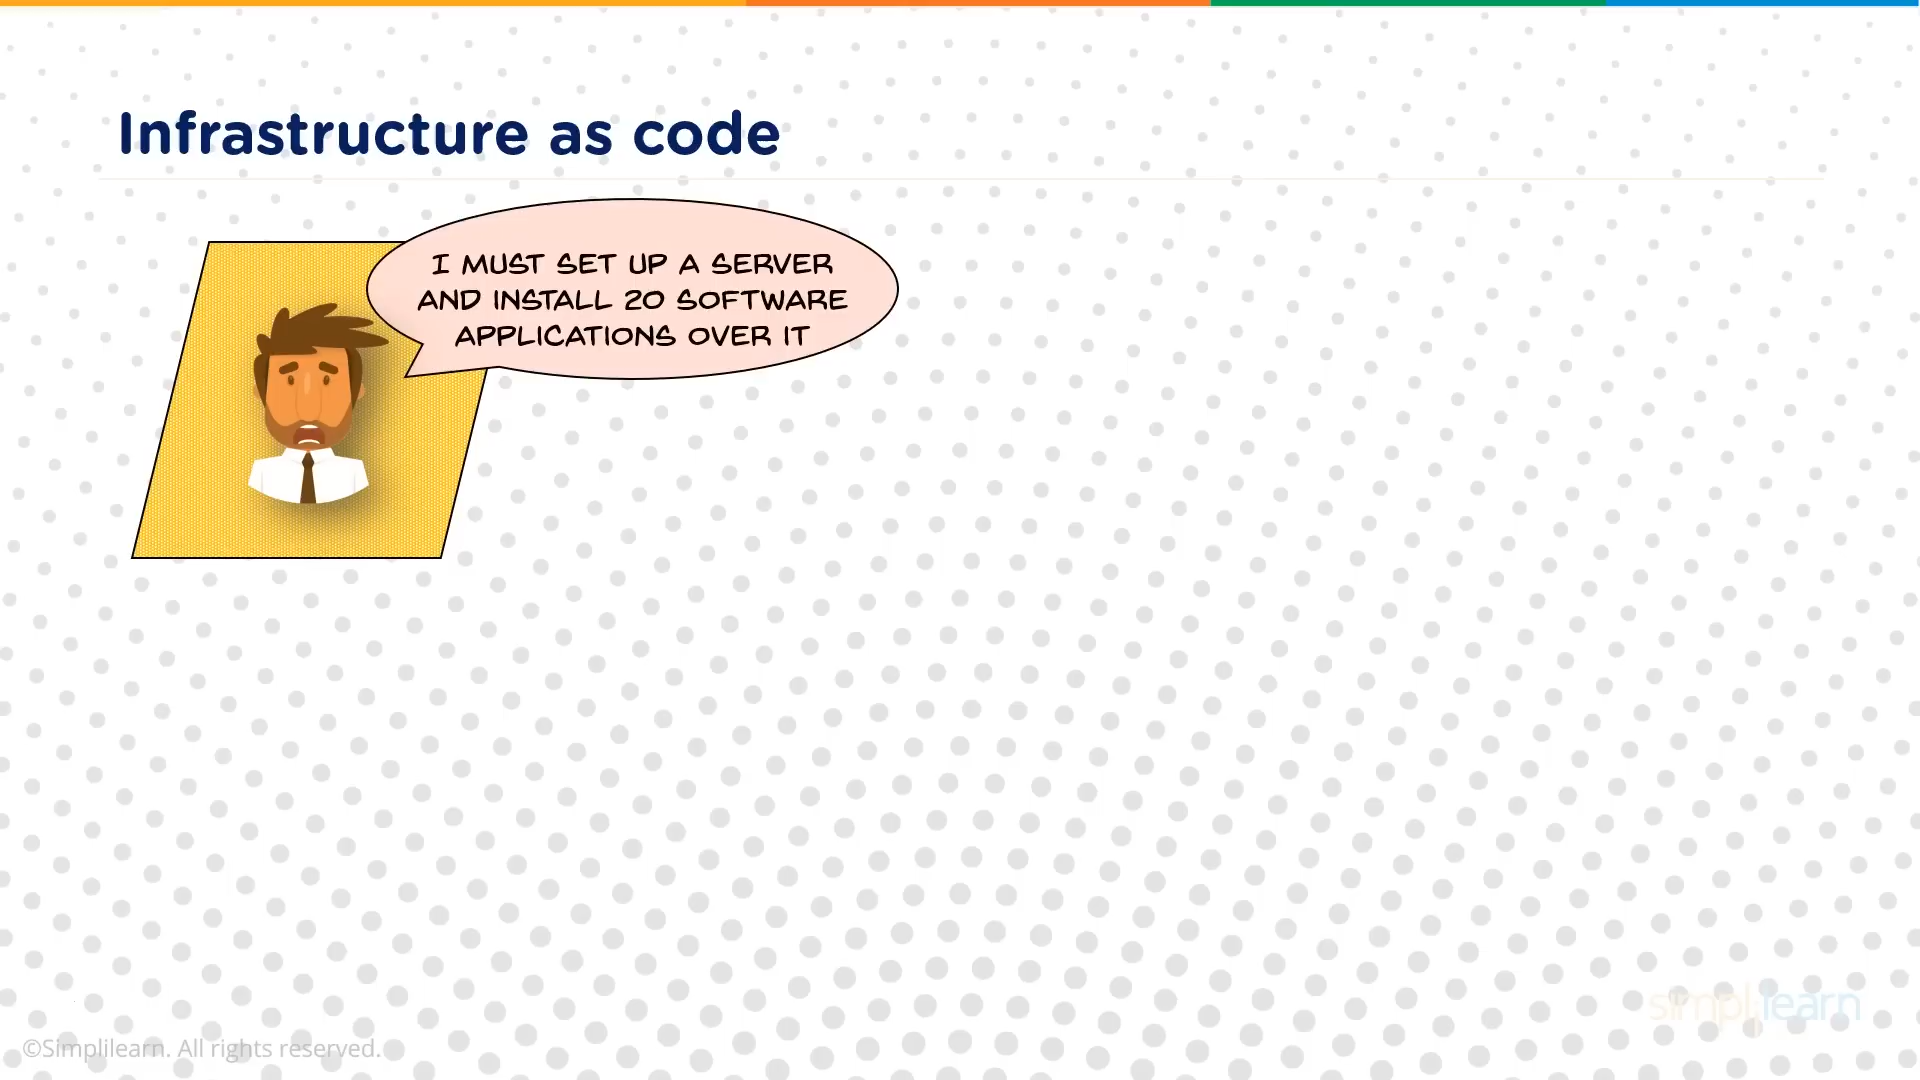 Infrastructure as code
I MUST SET UP A SERVER
AND INSTALL 20 SOFTWARE
APPLICATIONS OVER IT
simplilearn
©Simplilearn. All rights reserved.